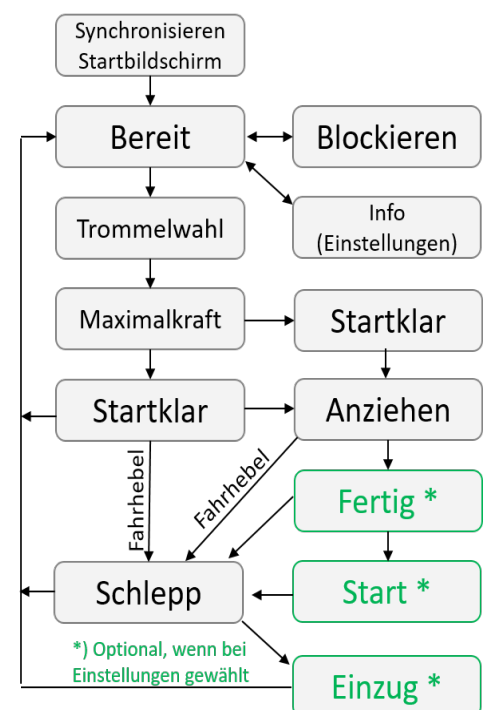 Synchronisieren
Startbildschirm
Bereit
Blockieren
Trommelwahl
Info
(Einstellungen)
Maximalkraft
Startklar
Startklar
Anziehen
Fahrhebel
Fahrhebel
Fertig *
Schlepp
Start *
*) Optional, wenn bei
Einstellungen gewählt
Einzug *